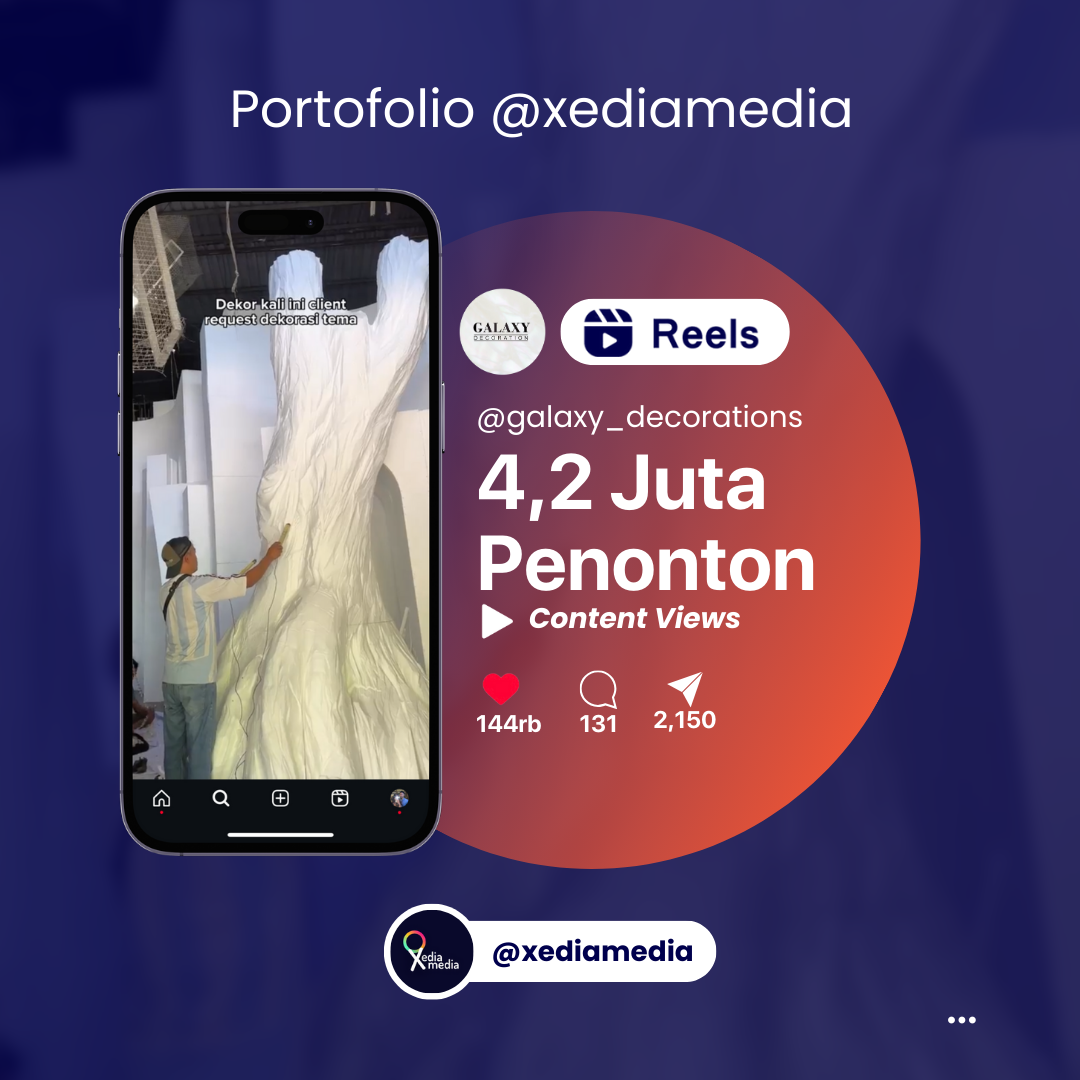 Portofolio @xediamedia
Dekor kali ini client
request dekorasi tema
GALAXY
DECORATION
Reels
@galaxy_decorations
4,2 Juta
Penonton
Content Views
144rb
131
2,150
Xedia
media
@xediamedia